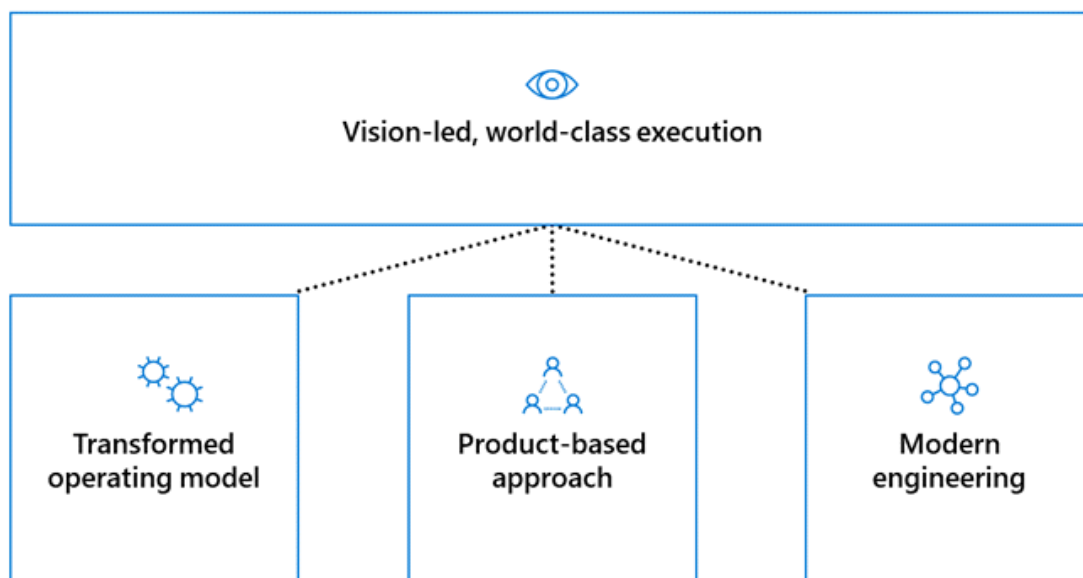 Vision-led, world-class execution
Transformed
operating model
Product-based
approach
Modern
engineering